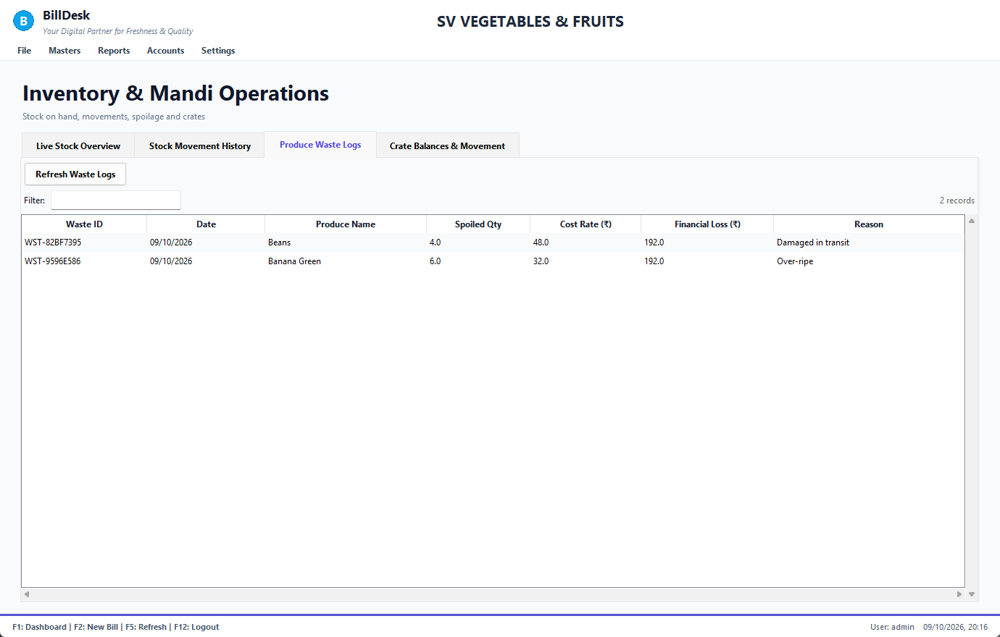 B
BillDesk
Your Digital Partner for Freshness & Quality
SV VEGETABLES & FRUITS
File Masters Reports Accounts Settings
Inventory & Mandi Operations
Stock on hand, movements, spoilage and crates
Live Stock Overview Stock Movement History Produce Waste Logs Crate Balances & Movement
Refresh Waste Logs
Filter: 2 records
Waste ID Date Produce Name Spoiled Qty Cost Rate (₹) Financial Loss (₹) Reason
WST-82BF7395 09/10/2026 Beans 4.0 48.0 192.0 Damaged in transit
WST-9596E586 09/10/2026 Banana Green 6.0 32.0 192.0 Over-ripe
F1: Dashboard | F2: New Bill | F5: Refresh | F12: Logout User: admin 09/10/2026, 20:16